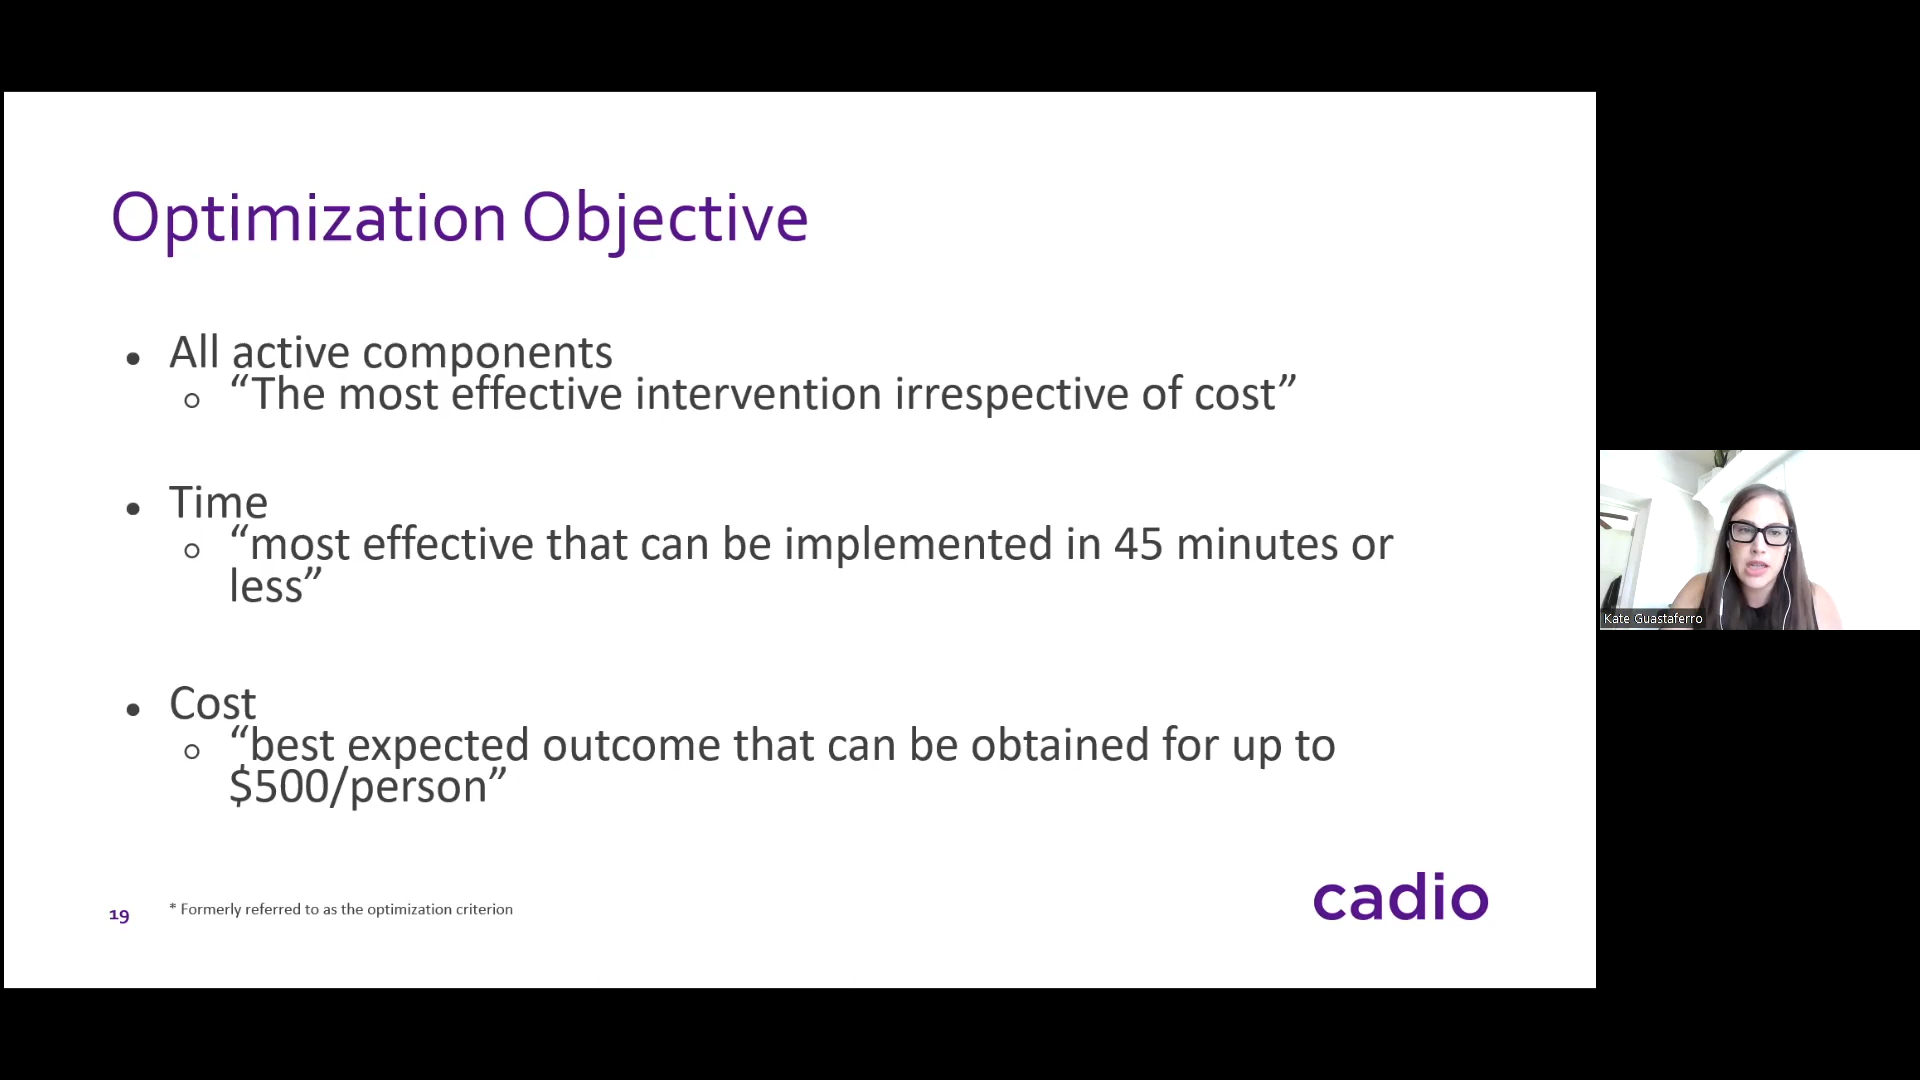 Optimization Objective
• All active components
○ “The most effective intervention irrespective of cost”
• Time
○ “most effective that can be implemented in 45 minutes or
less”
• Cost
○ “best expected outcome that can be obtained for up to
$500/person”
19
* Formerly referred to as the optimization criterion
cadio
Kate Guastaferro